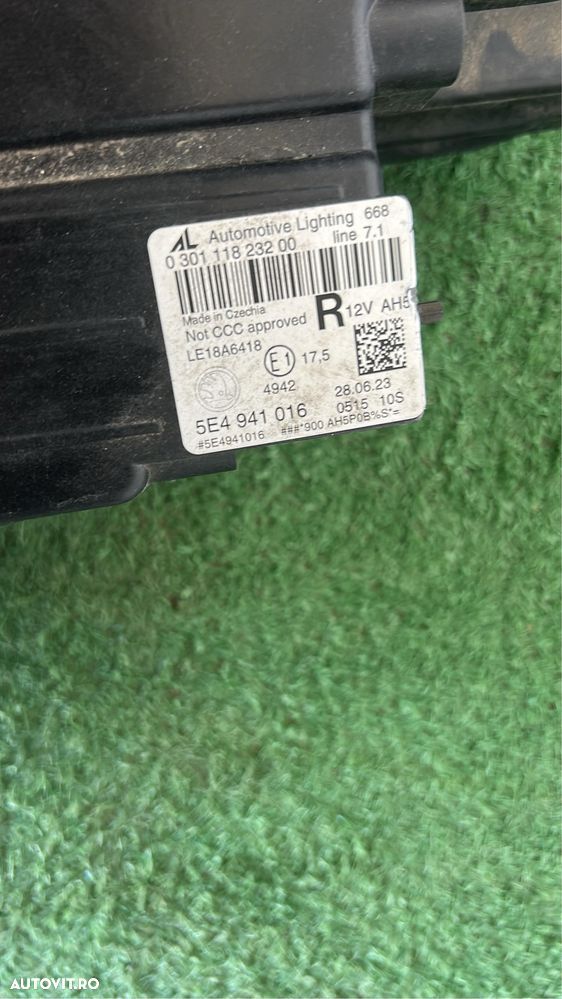 AL Automotive Lighting 668
0 301 118 232 00 line 7.1
Made in Czechia
Not CCC approved R 12V AH5
LE18A6418
E1 17,5
4942
28.06.23
5E4 941 016 0515 10S
#5E4941016 ###*900 AH5P0B%S*=
AUTOVIT.RO